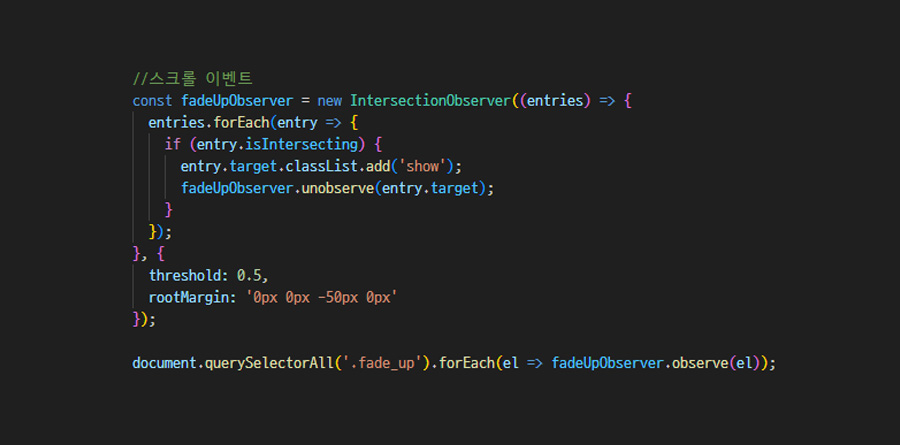 //스크롤 이벤트
const fadeUpObserver = new IntersectionObserver((entries) => {
entries.forEach(entry => {
if (entry.isIntersecting) {
entry.target.classList.add('show');
fadeUpObserver.unobserve(entry.target);
}
});
}, {
threshold: 0.5,
rootMargin: '0px 0px -50px 0px'
});
document.querySelectorAll('.fade_up').forEach(el => fadeUpObserver.observe(el));